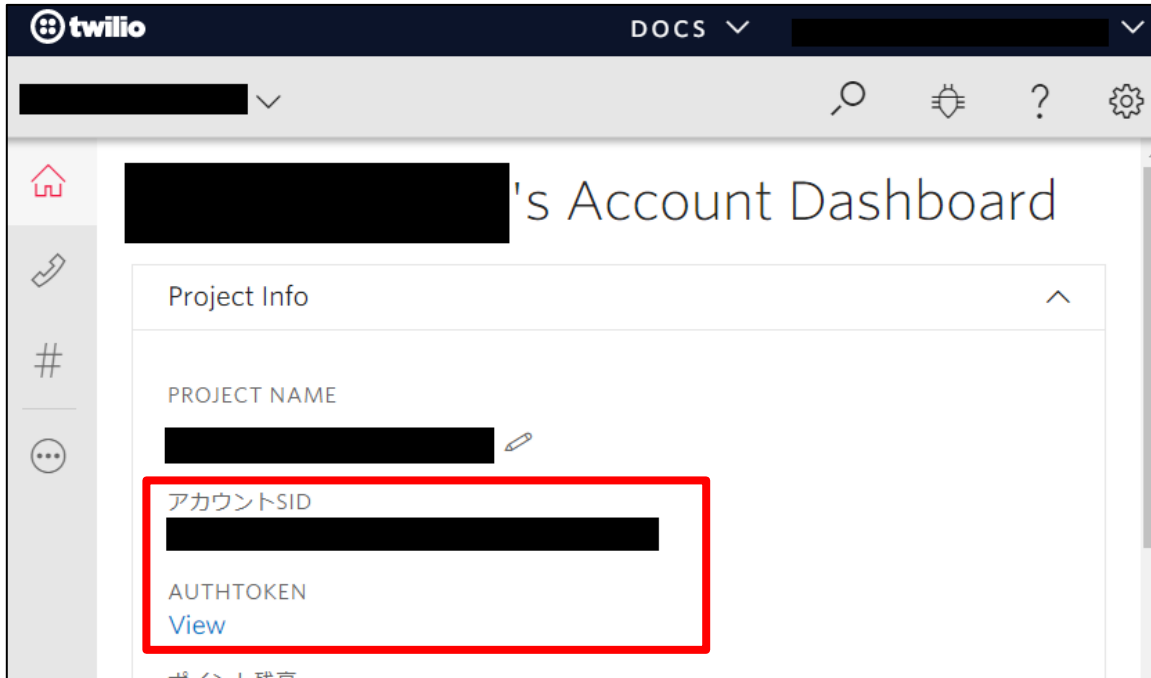 twilio
DOCS
's Account Dashboard
Project Info
PROJECT NAME
アカウントSID
AUTHTOKEN
View